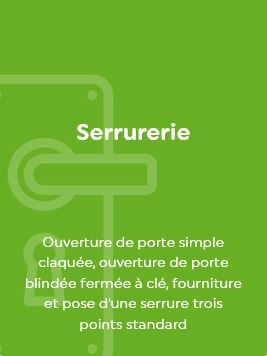 Serrurerie
Ouverture de porte simple
claquée, ouverture de porte
blindée fermée à clé, fourniture
et pose d'une serrure trois
points standard